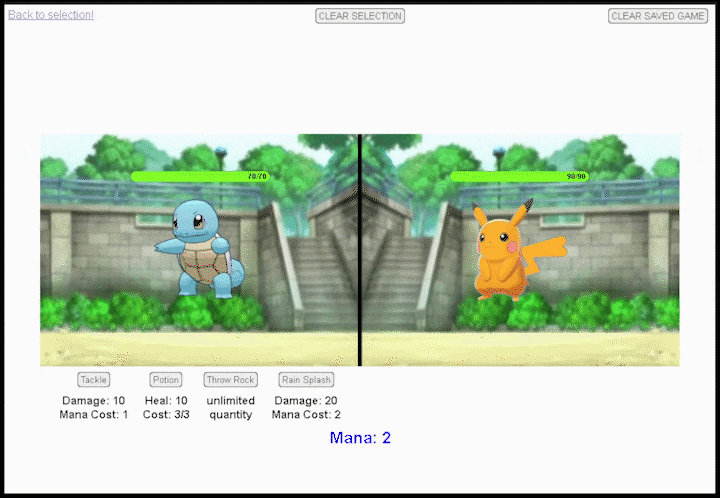 Back to selection!
CLEAR SELECTION
CLEAR SAVED GAME
70/70
90/90
Tackle
Potion
Throw Rock
Rain Splash
Damage: 10
Heal: 10
unlimited
Damage: 20
Mana Cost: 1
Cost: 3/3
quantity
Mana Cost: 2
Mana: 2